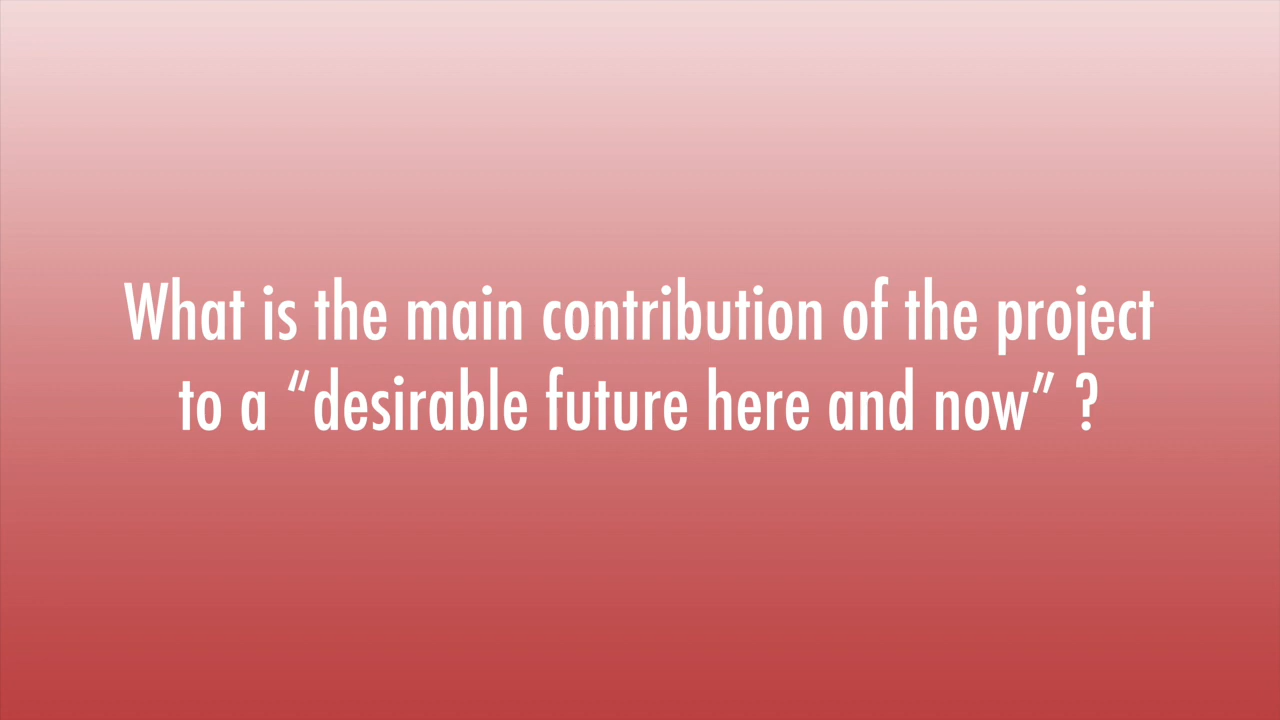 What is the main contribution of the project
to a “desirable future here and now” ?